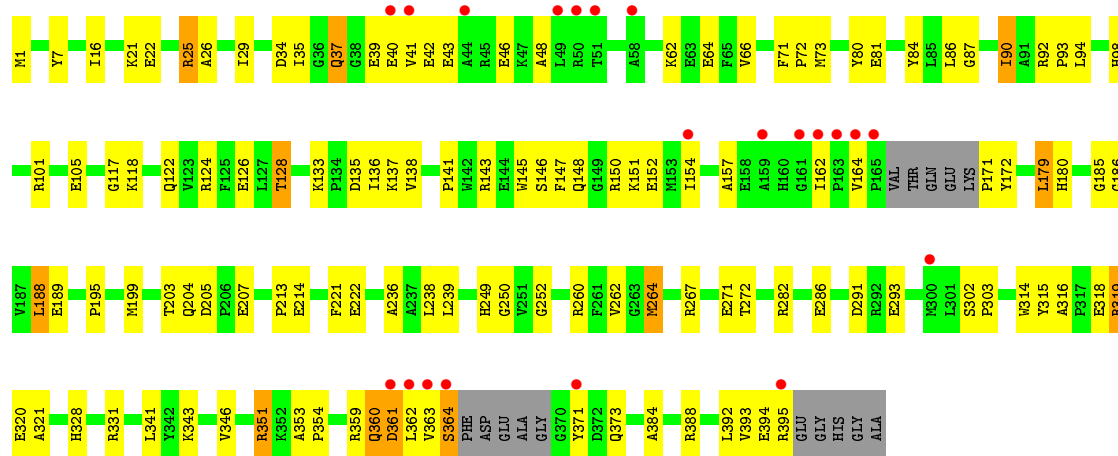 M1 Y7 I16 K21 E22 R25 A26 I29 D34 I35 G36 Q37 G38 E39 E40 V41 E42 E43 A44 R45 E46 K47 A48 L49 R50 T51 A58 K62 E63 E64 F65 V66 F71 P72 M73 Y80 E81 Y84 L85 L86 G87 I90 A91 R92 P93 L94 H98
R101 E105 G117 K118 Q122 V123 R124 F125 E126 L127 T128 K133 P134 D135 I136 K137 V138 P141 W142 R143 E144 W145 S146 F147 Q148 G149 R150 K151 E152 M153 I154 A157 E158 A159 H160 G161 I162 P163 V164 P165 VAL THR GLN GLU LYS P171 Y172 L179 H180 G185
V187 L188 E189 P195 M199 T203 Q204 D205 P206 E207 P213 E214 F221 E222 A236 A237 L238 L239 H249 G250 V251 G252 R260 F261 V262 G263 M264 R267 E271 T272 R282 E286 D291 R292 E293 M300 L301 S302 P303 W314 Y315 A316 P317 E318
E320 A321 H328 R331 L341 Y342 K343 V346 R351 K352 A353 P354 R359 Q360 D361 L362 V363 S364 PHE ASP GLU ALA GLY G370 Y371 D372 Q373 A384 R388 L392 V393 E394 R395 GLU GLY HIS GLY ALA